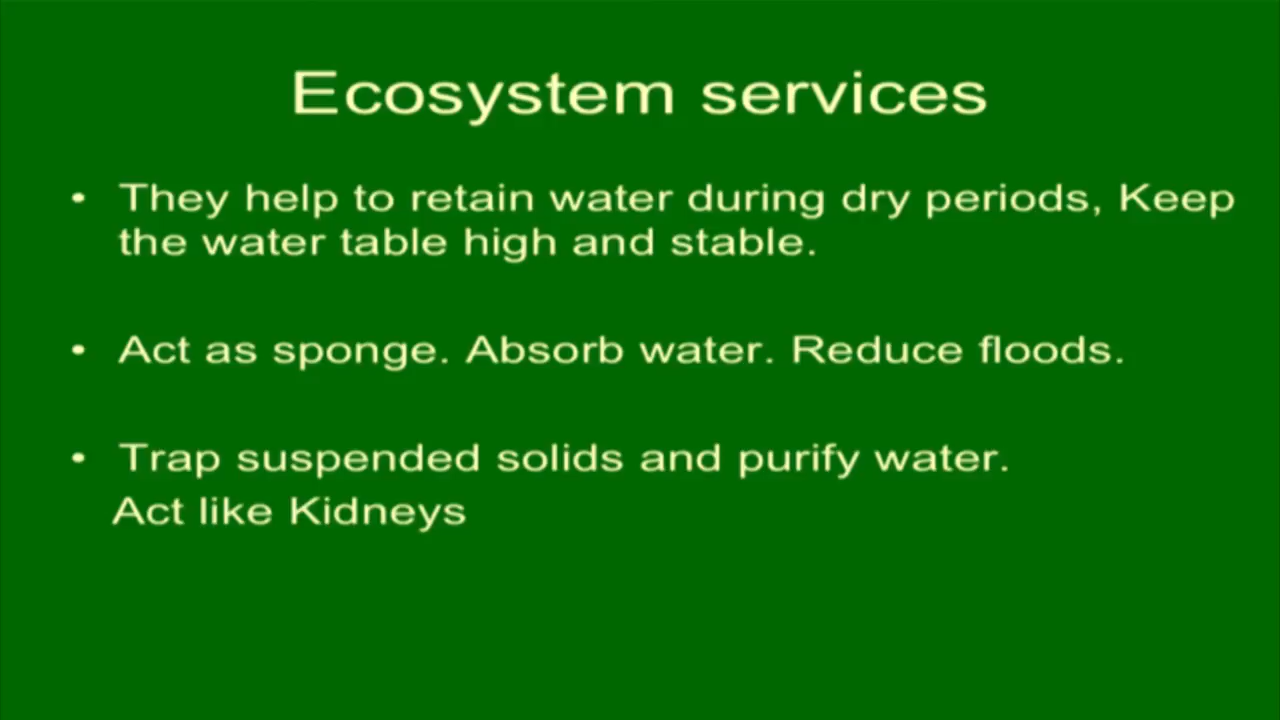 Ecosystem services
• They help to retain water during dry periods, Keep
the water table high and stable.
• Act as sponge. Absorb water. Reduce floods.
• Trap suspended solids and purify water.
Act like Kidneys